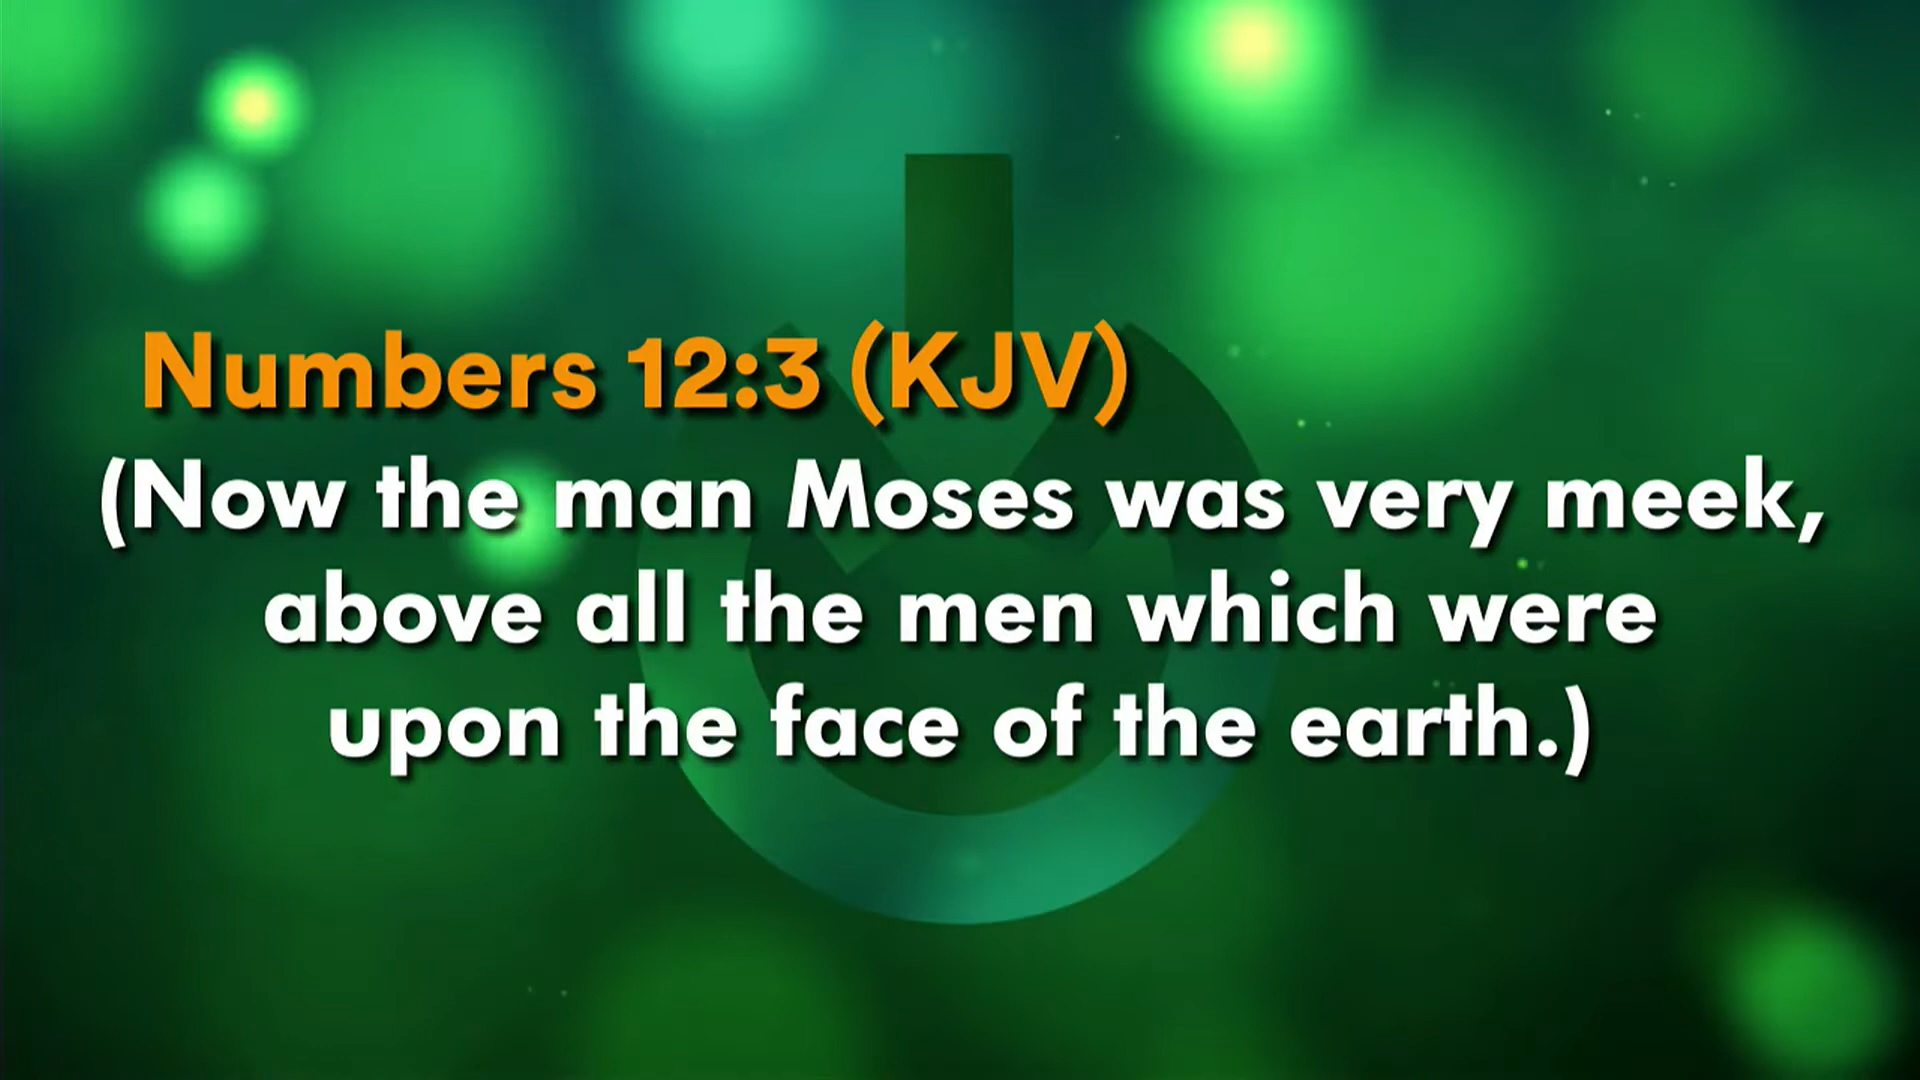 Numbers 12:3 (KJV)
(Now the man Moses was very meek,
above all the men which were
upon the face of the earth.)